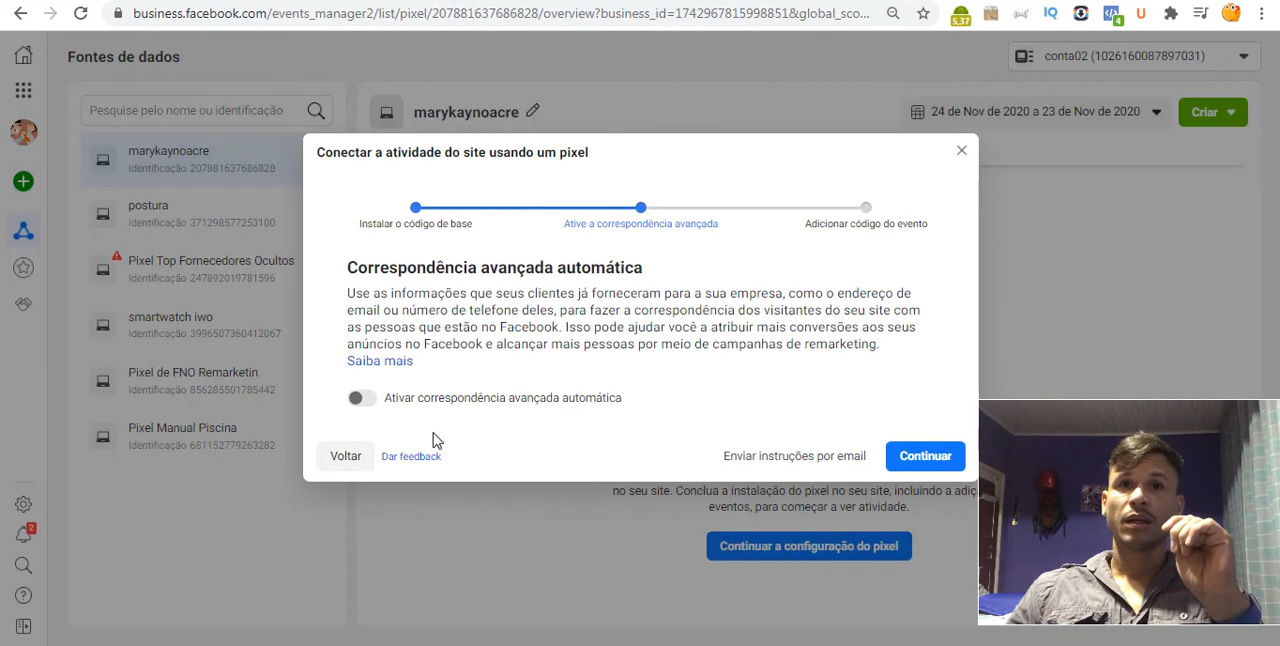 business.facebook.com/events_manager2/list/pixel/207881637686828/overview?business_id=1742967815998851&global_sco...
5,37
IQ
4
U
Fontes de dados
conta02 (1026160087897031)
Pesquise pelo nome ou identificação
marykaynoacre
24 de Nov de 2020 a 23 de Nov de 2020
Criar
marykaynoacre
Identificação 207881637686828
postura
Identificação 371298577253100
Pixel Top Fornecedores Ocultos
Identificação 247892019781596
smartwatch iwo
Identificação 3996507360412067
Pixel de FNO Remarketin
Identificação 856285501785442
Pixel Manual Piscina
Identificação 681152779263282
2
Conectar a atividade do site usando um pixel
Instalar o código de base
Ative a correspondência avançada
Adicionar código do evento
Correspondência avançada automática
Use as informações que seus clientes já forneceram para a sua empresa, como o endereço de
email ou número de telefone deles, para fazer a correspondência dos visitantes do seu site com
as pessoas que estão no Facebook. Isso pode ajudar você a atribuir mais conversões aos seus
anúncios no Facebook e alcançar mais pessoas por meio de campanhas de remarketing.
Saiba mais
Ativar correspondência avançada automática
Voltar
Dar feedback
Enviar instruções por email
Continuar
no seu site. Conclua a instalação do pixel no seu site, incluindo a adiç
eventos, para começar a ver atividade.
Continuar a configuração do pixel